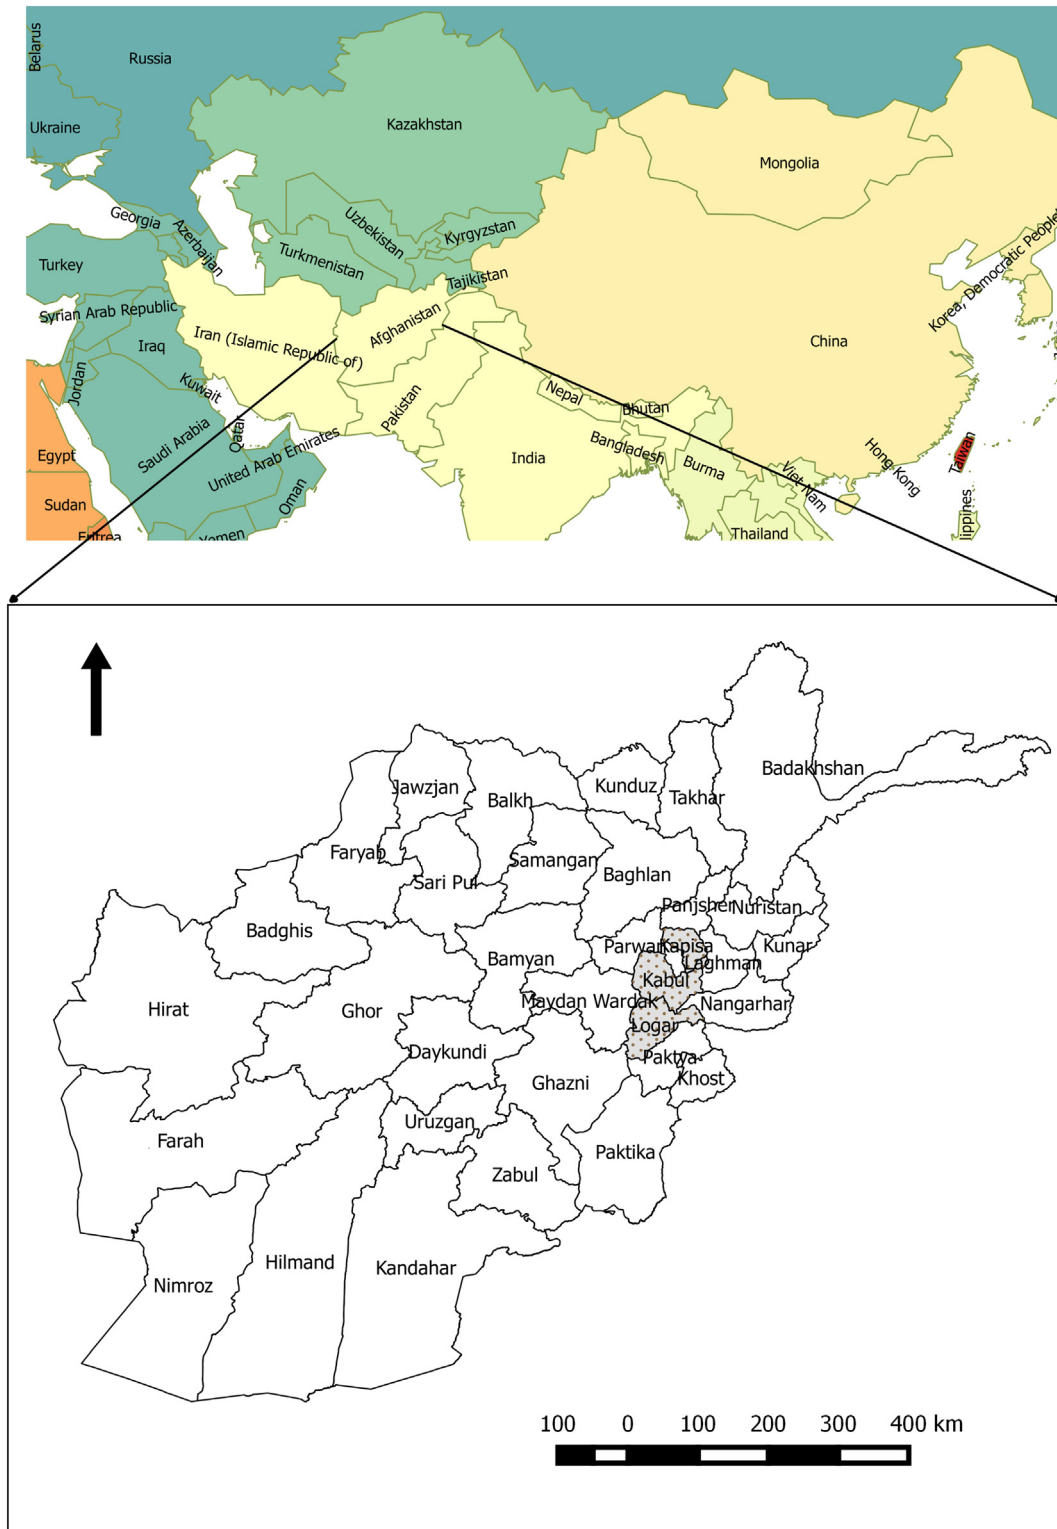 Belarus
Russia
Ukraine
Kazakhstan
Mongolia
Georgia
Azerbaijan
Uzbekistan
Kyrgyzstan
Turkey
Turkmenistan
Tajikistan
Korea, Democratic People'
Syrian Arab Republic
Afghanistan
Iran (Islamic Republic of)
Iraq
China
Jordan
Kuwait
Pakistan
Nepal
Bhutan
Qatar
Saudi Arabia
United Arab Emirates
Bangladesh
Egypt
India
Burma
Hong Kong
Taiwan
Viet Nam
Oman
Sudan
Eritrea
Yemen
Thailand
lippines
Badakhshan
Jawzjan
Balkh
Kunduz
Takhar
Faryab
Samangan
Sari Pul
Baghlan
Panjsher
Nuristan
Badghis
Bamyan
Parwan
Kapisa
Kunar
Laghman
Kabul
Hirat
Ghor
Maydan Wardak
Nangarhar
Logar
Daykundi
Paktya
Ghazni
Khost
Uruzgan
Farah
Paktika
Zabul
Hilmand
Kandahar
Nimroz
100 0 100 200 300 400 km